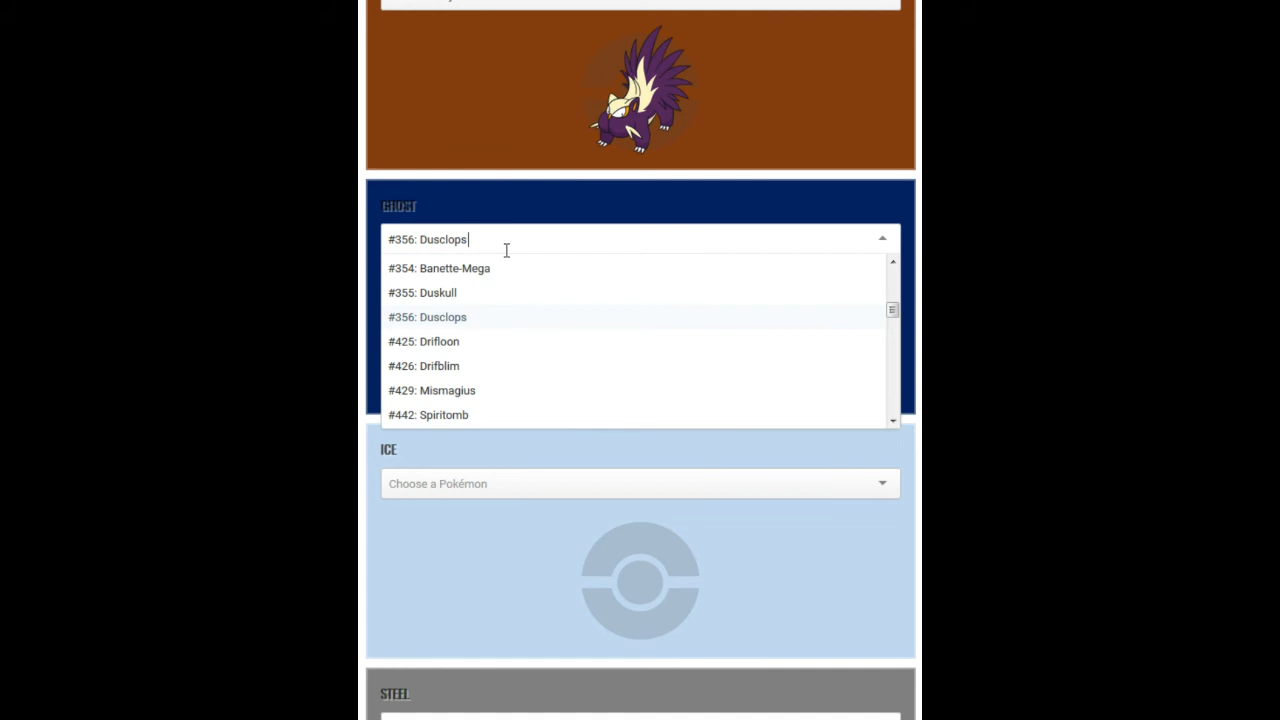 GHOST
#356: Dusclops
#354: Banette-Mega
#355: Duskull
#356: Dusclops
#425: Drifloon
#426: Drifblim
#429: Mismagius
#442: Spiritomb
ICE
Choose a Pokémon
STEEL